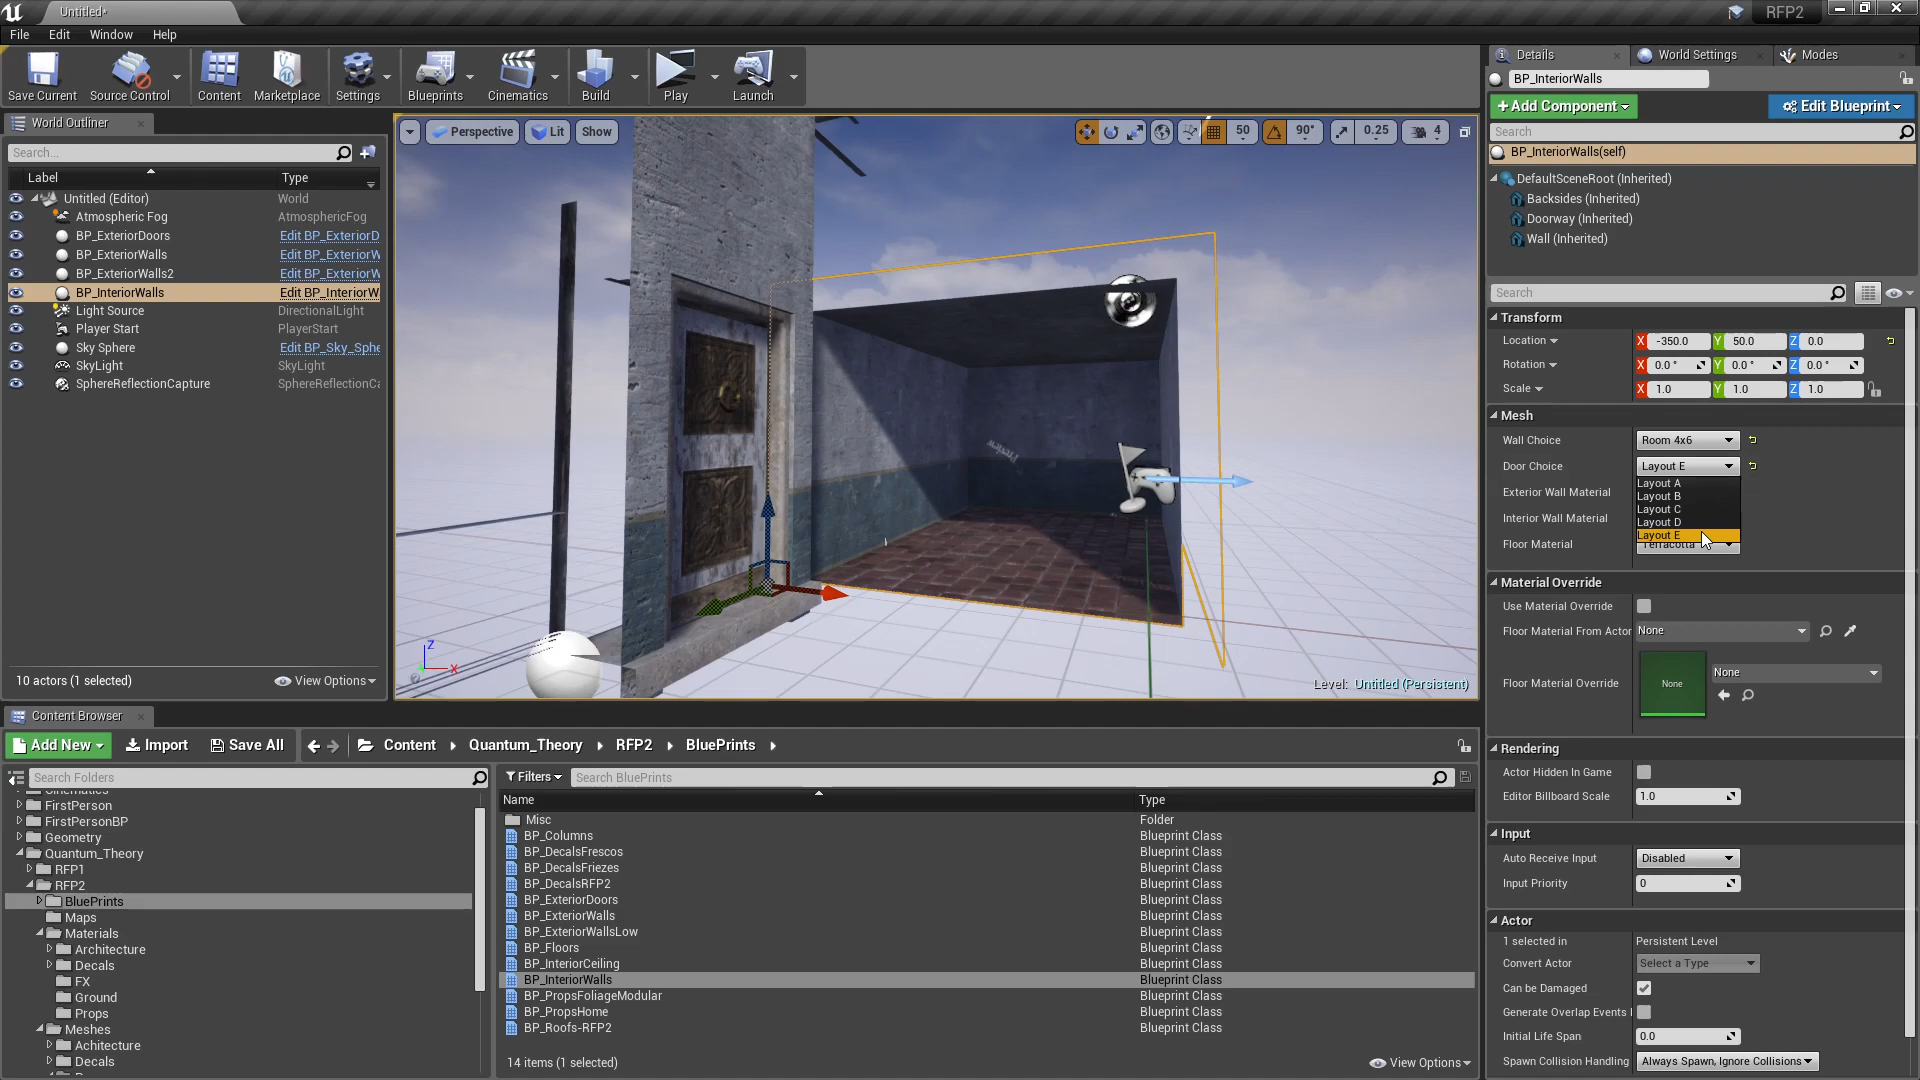 Untitled*
RFP2
File Edit Window Help
Save Current
Source Control
Content
Marketplace
Settings
Blueprints
Cinematics
Build
Play
Launch
World Outliner
Search...
Label Type
Untitled (Editor) World
Atmospheric Fog AtmosphericFog
BP_ExteriorDoors Edit BP_ExteriorD
BP_ExteriorWalls Edit BP_ExteriorW
BP_ExteriorWalls2 Edit BP_ExteriorW
BP_InteriorWalls Edit BP_InteriorW
Light Source DirectionalLight
Player Start PlayerStart
Sky Sphere Edit BP_Sky_Sphe
SkyLight SkyLight
SphereReflectionCapture SphereReflectionCa
10 actors (1 selected) View Options
Perspective Lit Show
50 90° 0.25 4
Preview
Z
X
Level: Untitled (Persistent)
Content Browser
Add New Import Save All Content Quantum_Theory RFP2 BluePrints
Search Folders
Cinematics
FirstPerson
FirstPersonBP
Geometry
Quantum_Theory
RFP1
RFP2
BluePrints
Maps
Materials
Architecture
Decals
FX
Ground
Props
Meshes
Achitecture
Decals
Filters Search BluePrints
Name Type
Misc Folder
BP_Columns Blueprint Class
BP_DecalsFrescos Blueprint Class
BP_DecalsFriezes Blueprint Class
BP_DecalsRFP2 Blueprint Class
BP_ExteriorDoors Blueprint Class
BP_ExteriorWalls Blueprint Class
BP_ExteriorWallsLow Blueprint Class
BP_Floors Blueprint Class
BP_InteriorCeiling Blueprint Class
BP_InteriorWalls Blueprint Class
BP_PropsFoliageModular Blueprint Class
BP_PropsHome Blueprint Class
BP_Roofs-RFP2 Blueprint Class
14 items (1 selected) View Options
Details World Settings Modes
BP_InteriorWalls
+Add Component Edit Blueprint
Search
BP_InteriorWalls(self)
DefaultSceneRoot (Inherited)
Backsides (Inherited)
Doorway (Inherited)
Wall (Inherited)
Search
Transform
Location X -350.0 Y 50.0 Z 0.0
Rotation X 0.0 ° Y 0.0 ° Z 0.0 °
Scale X 1.0 Y 1.0 Z 1.0
Mesh
Wall Choice Room 4x6
Door Choice Layout E
Layout A
Layout B
Layout C
Layout D
Layout E
Exterior Wall Material
Interior Wall Material
Floor Material Terracotta
Material Override
Use Material Override
Floor Material From Actor None
Floor Material Override None None
Rendering
Actor Hidden In Game
Editor Billboard Scale 1.0
Input
Auto Receive Input Disabled
Input Priority 0
Actor
1 selected in Persistent Level
Convert Actor Select a Type
Can be Damaged
Generate Overlap Events
Initial Life Span 0.0
Spawn Collision Handling Always Spawn, Ignore Collisions